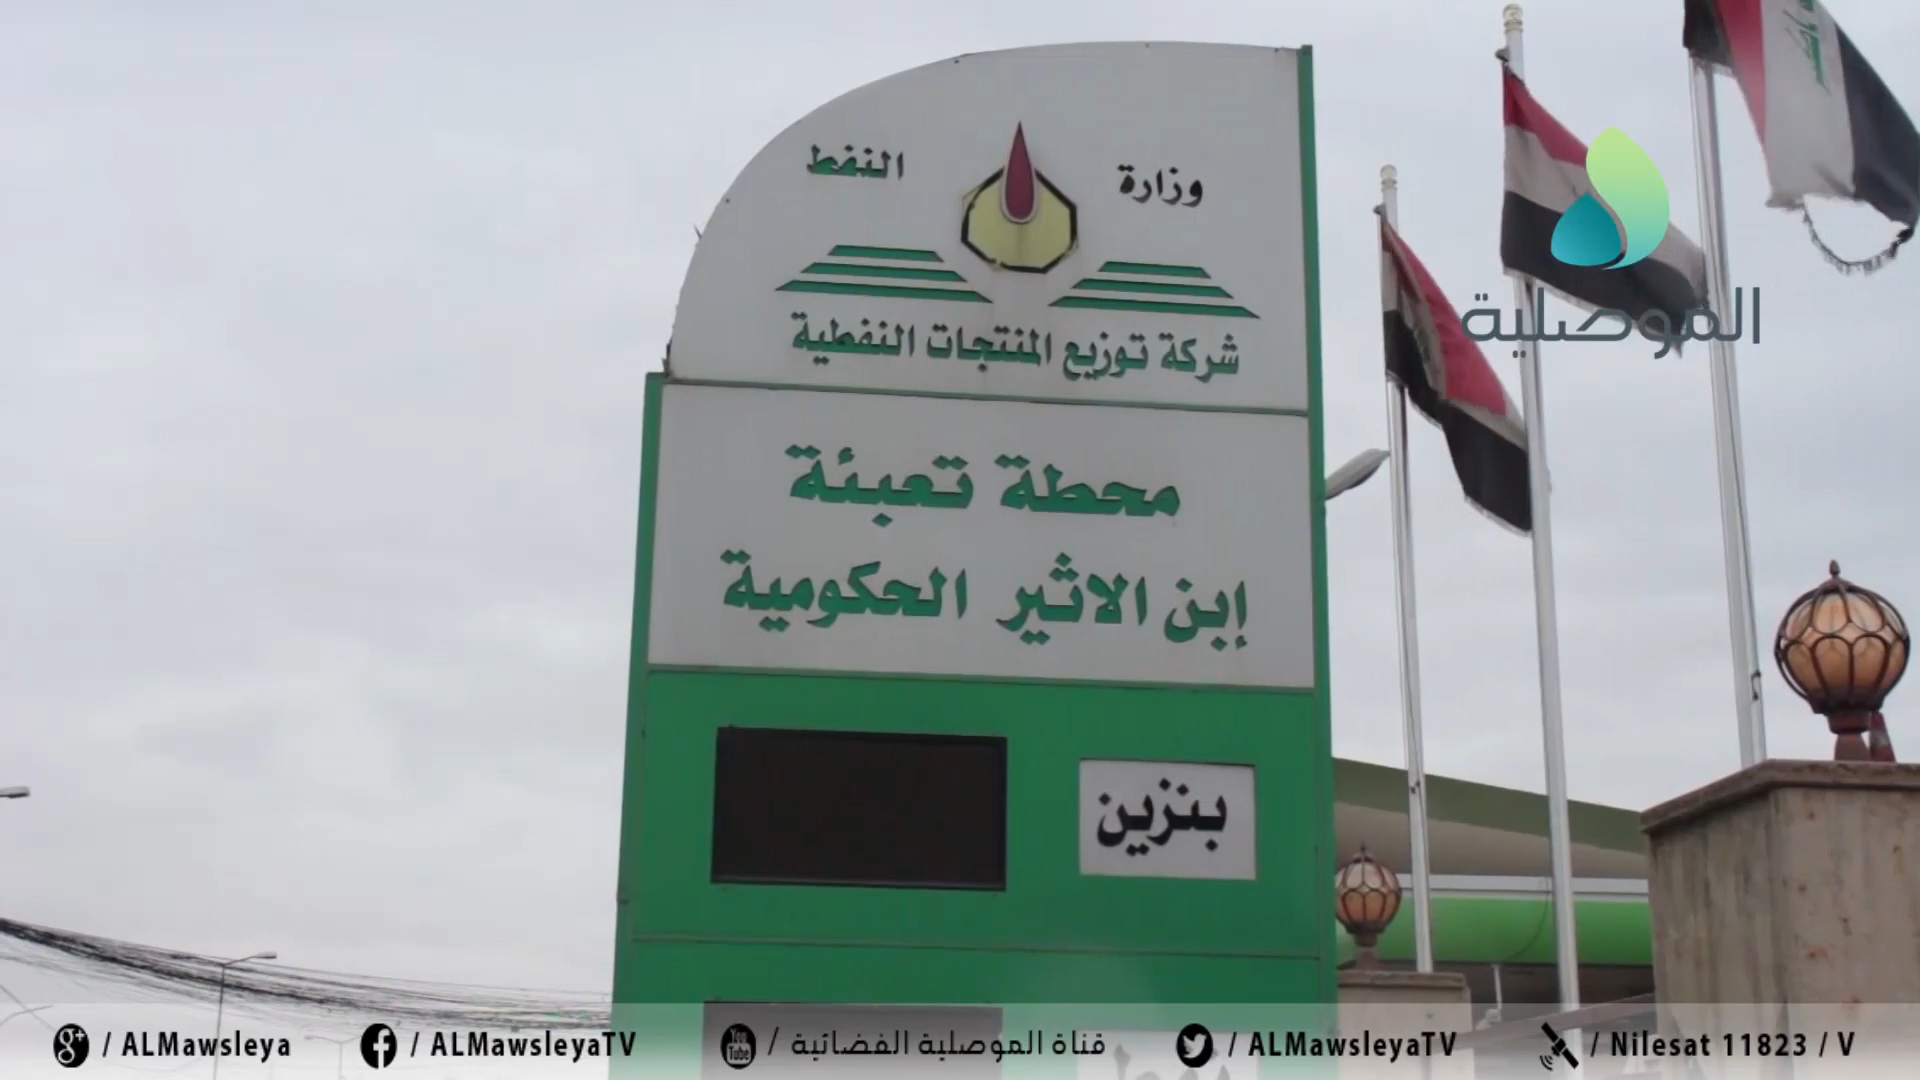 وزارة النفط
شركة توزيع المنتجات النفطية
محطة تعبئة
إبن الاثير الحكومية
بنزين
الموصلية
/ ALMawsleya
/ ALMawsleyaTV
/ قناة الموصلية الفضائية
/ ALMawsleyaTV
/ Nilesat 11823 / V